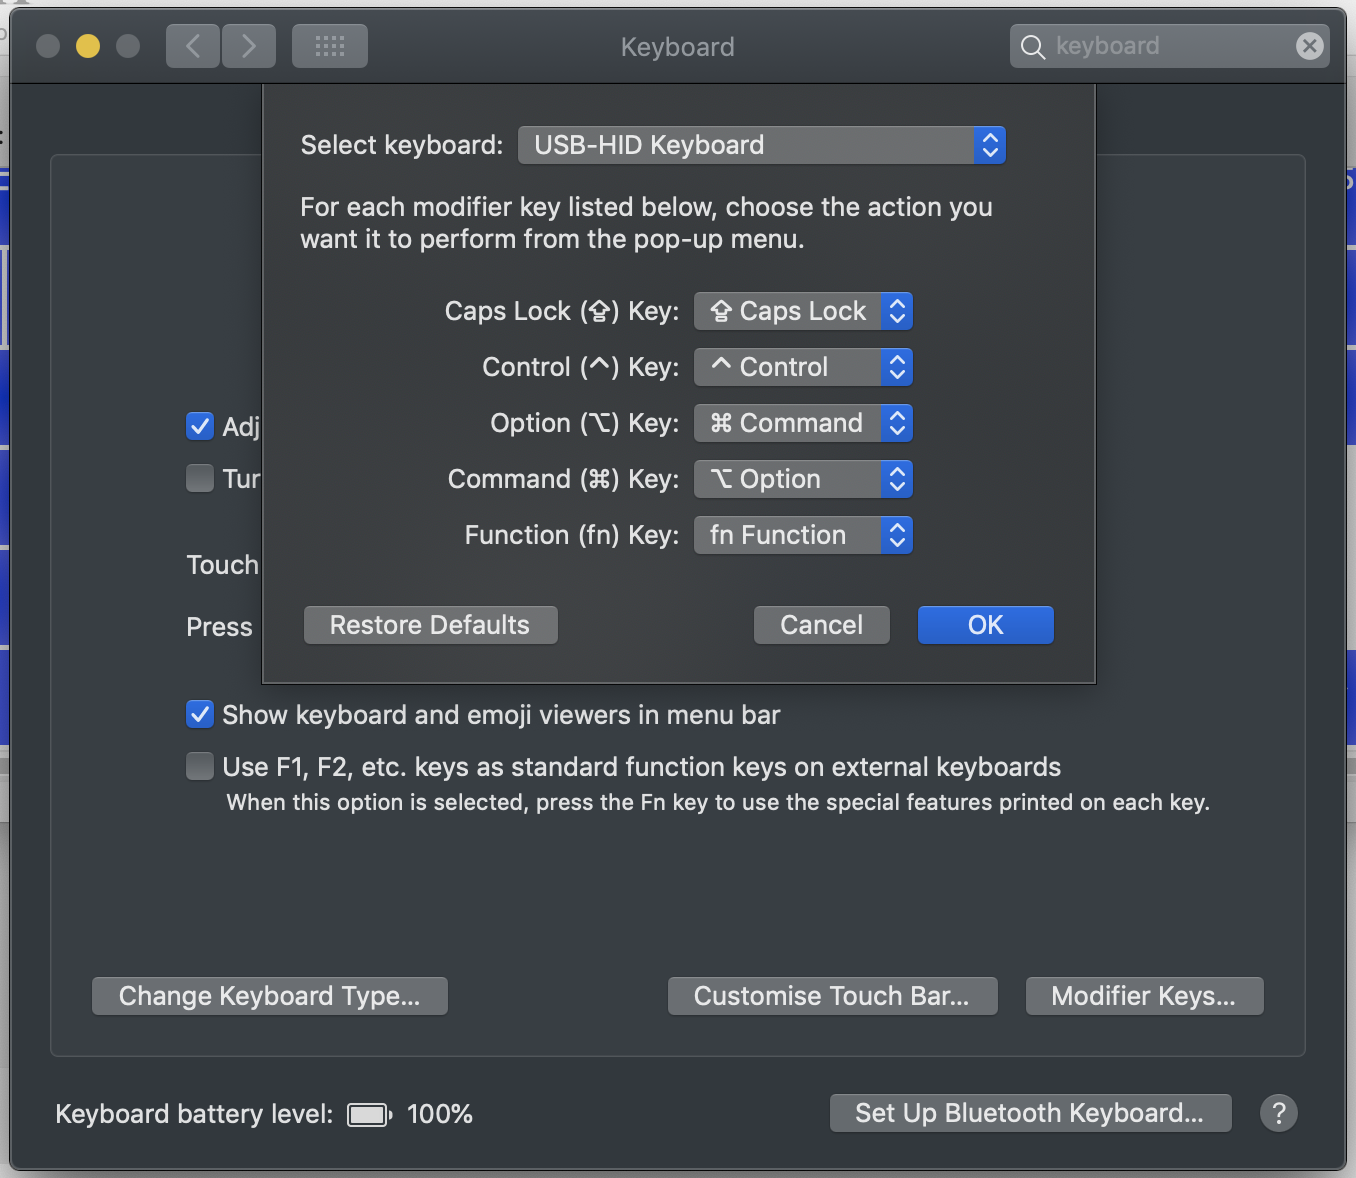 Keyboard
keyboard
Select keyboard: USB-HID Keyboard
For each modifier key listed below, choose the action you
want it to perform from the pop-up menu.
Caps Lock (⇪) Key: ⇪ Caps Lock
Control (^) Key: ^ Control
Option (⌥) Key: ⌘ Command
Command (⌘) Key: ⌥ Option
Function (fn) Key: fn Function
Restore Defaults Cancel OK
Adj
Tur
Touch
Press
Show keyboard and emoji viewers in menu bar
Use F1, F2, etc. keys as standard function keys on external keyboards
When this option is selected, press the Fn key to use the special features printed on each key.
Change Keyboard Type... Customise Touch Bar... Modifier Keys...
Keyboard battery level: 100% Set Up Bluetooth Keyboard... ?